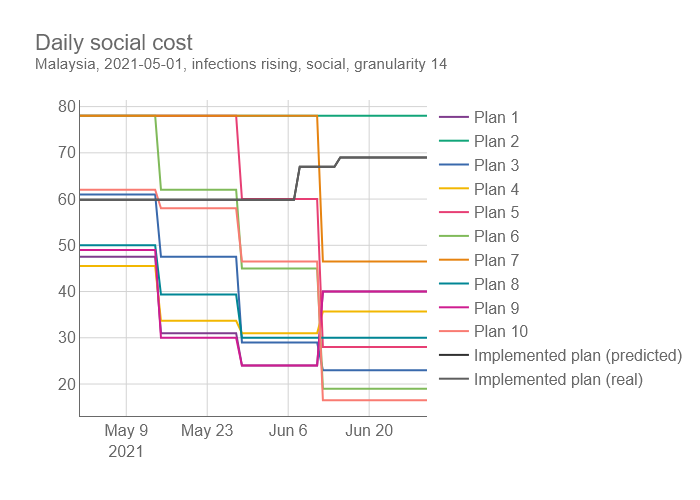 Daily social cost
Malaysia, 2021-05-01, infections rising, social, granularity 14
80
70
60
50
40
30
20
May 9
2021
May 23
Jun 6
Jun 20
Plan 1
Plan 2
Plan 3
Plan 4
Plan 5
Plan 6
Plan 7
Plan 8
Plan 9
Plan 10
Implemented plan (predicted)
Implemented plan (real)